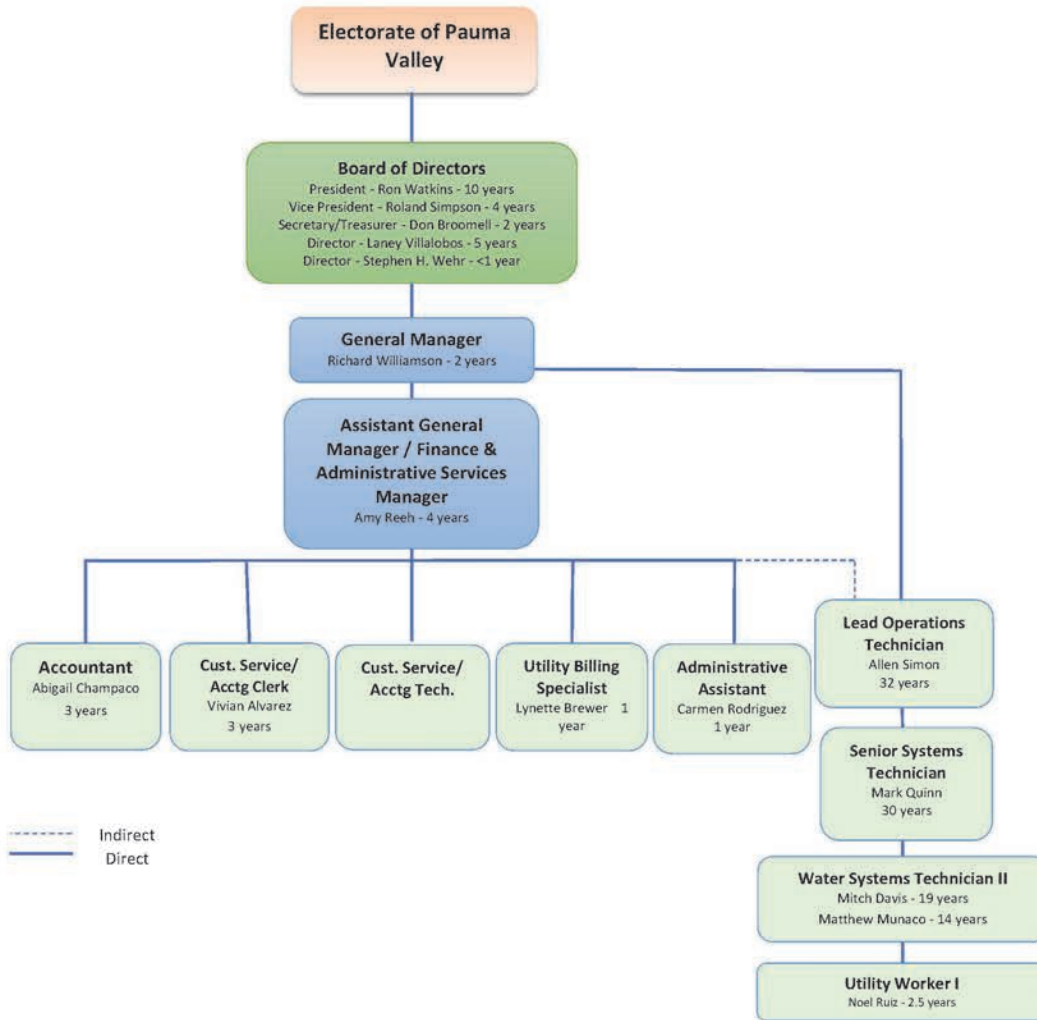 Electorate of Pauma
Valley
Board of Directors
President - Ron Watkins - 10 years
Vice President - Roland Simpson - 4 years
Secretary/Treasurer - Don Broomell - 2 years
Director - Laney Villalobos - 5 years
Director - Stephen H. Wehr - <1 year
General Manager
Richard Williamson - 2 years
Assistant General
Manager / Finance &
Administrative Services
Manager
Amy Reeh - 4 years
Accountant
Abigail Champaco
3 years
Cust. Service/
Acctg Clerk
Vivian Alvarez
3 years
Cust. Service/
Acctg Tech.
Utility Billing
Specialist
Lynette Brewer 1
year
Administrative
Assistant
Carmen Rodriguez
1 year
Lead Operations
Technician
Allen Simon
32 years
Senior Systems
Technician
Mark Quinn
30 years
Indirect
Direct
Water Systems Technician II
Mitch Davis - 19 years
Matthew Munaco - 14 years
Utility Worker I
Noel Ruiz - 2.5 years